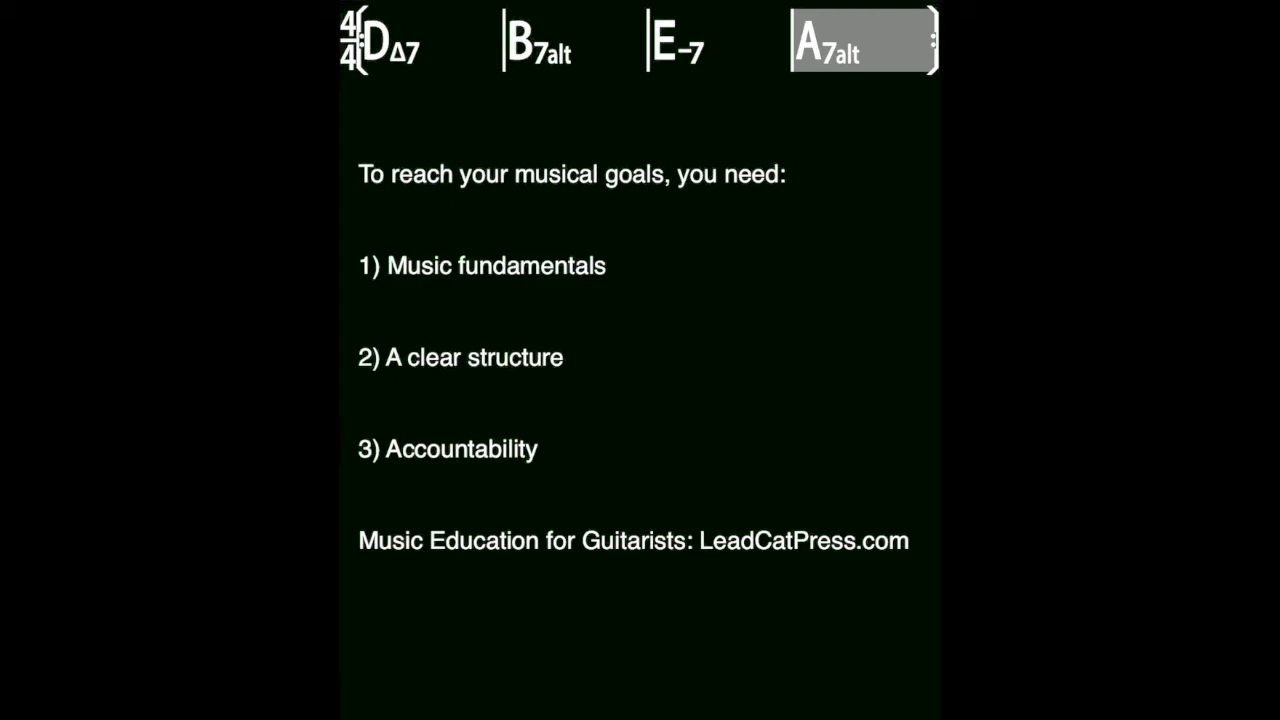 4/4 DΔ7 B7alt E-7 A7alt
To reach your musical goals, you need:
1) Music fundamentals
2) A clear structure
3) Accountability
Music Education for Guitarists: LeadCatPress.com